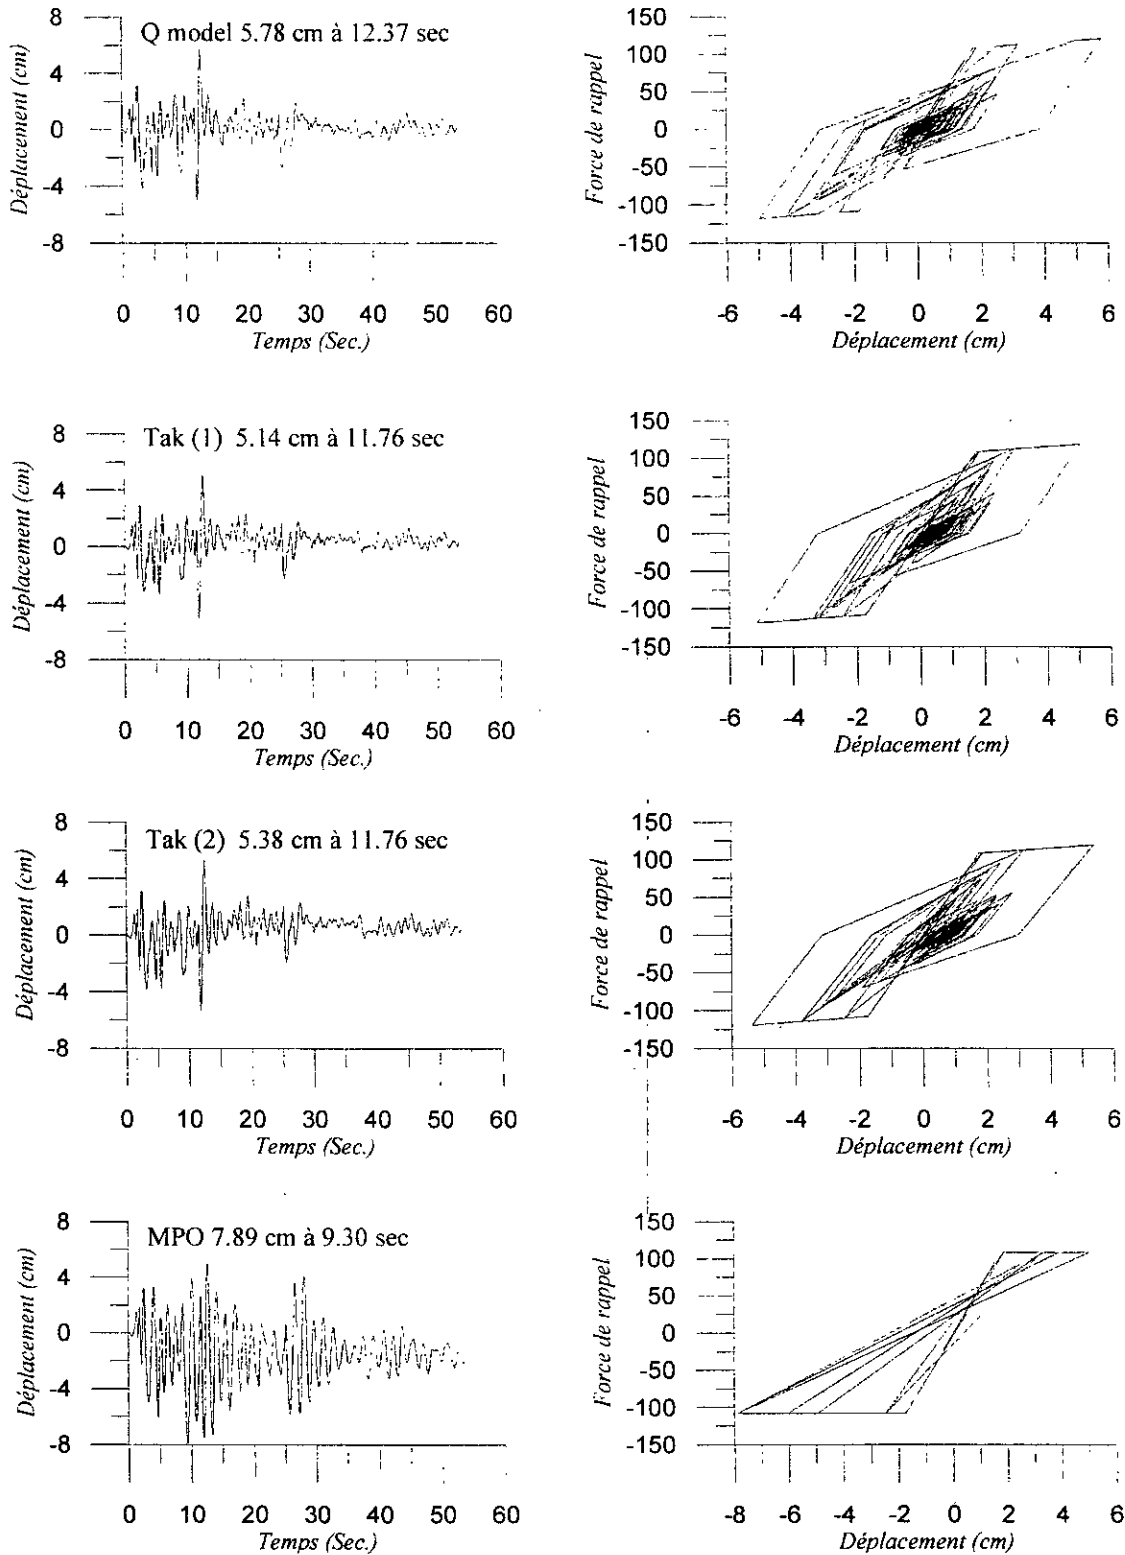 Q model 5.78 cm à 12.37 sec
Déplacement (cm)
8
4
0
-4
-8
0 10 20 30 40 50 60
Temps (Sec.)
Force de rappel
150
100
50
0
-50
-100
-150
-6 -4 -2 0 2 4 6
Déplacement (cm)
Tak (1) 5.14 cm à 11.76 sec
Déplacement (cm)
8
4
0
-4
-8
0 10 20 30 40 50 60
Temps (Sec.)
Force de rappel
150
100
50
0
-50
-100
-150
-6 -4 -2 0 2 4 6
Déplacement (cm)
Tak (2) 5.38 cm à 11.76 sec
Déplacement (cm)
8
4
0
-4
-8
0 10 20 30 40 50 60
Temps (Sec.)
Force de rappel
150
100
50
0
-50
-100
-150
-6 -4 -2 0 2 4 6
Déplacement (cm)
MPO 7.89 cm à 9.30 sec
Déplacement (cm)
8
4
0
-4
-8
0 10 20 30 40 50 60
Temps (Sec.)
Force de rappel
150
100
50
0
-50
-100
-150
-8 -6 -4 -2 0 2 4 6
Déplacement (cm)